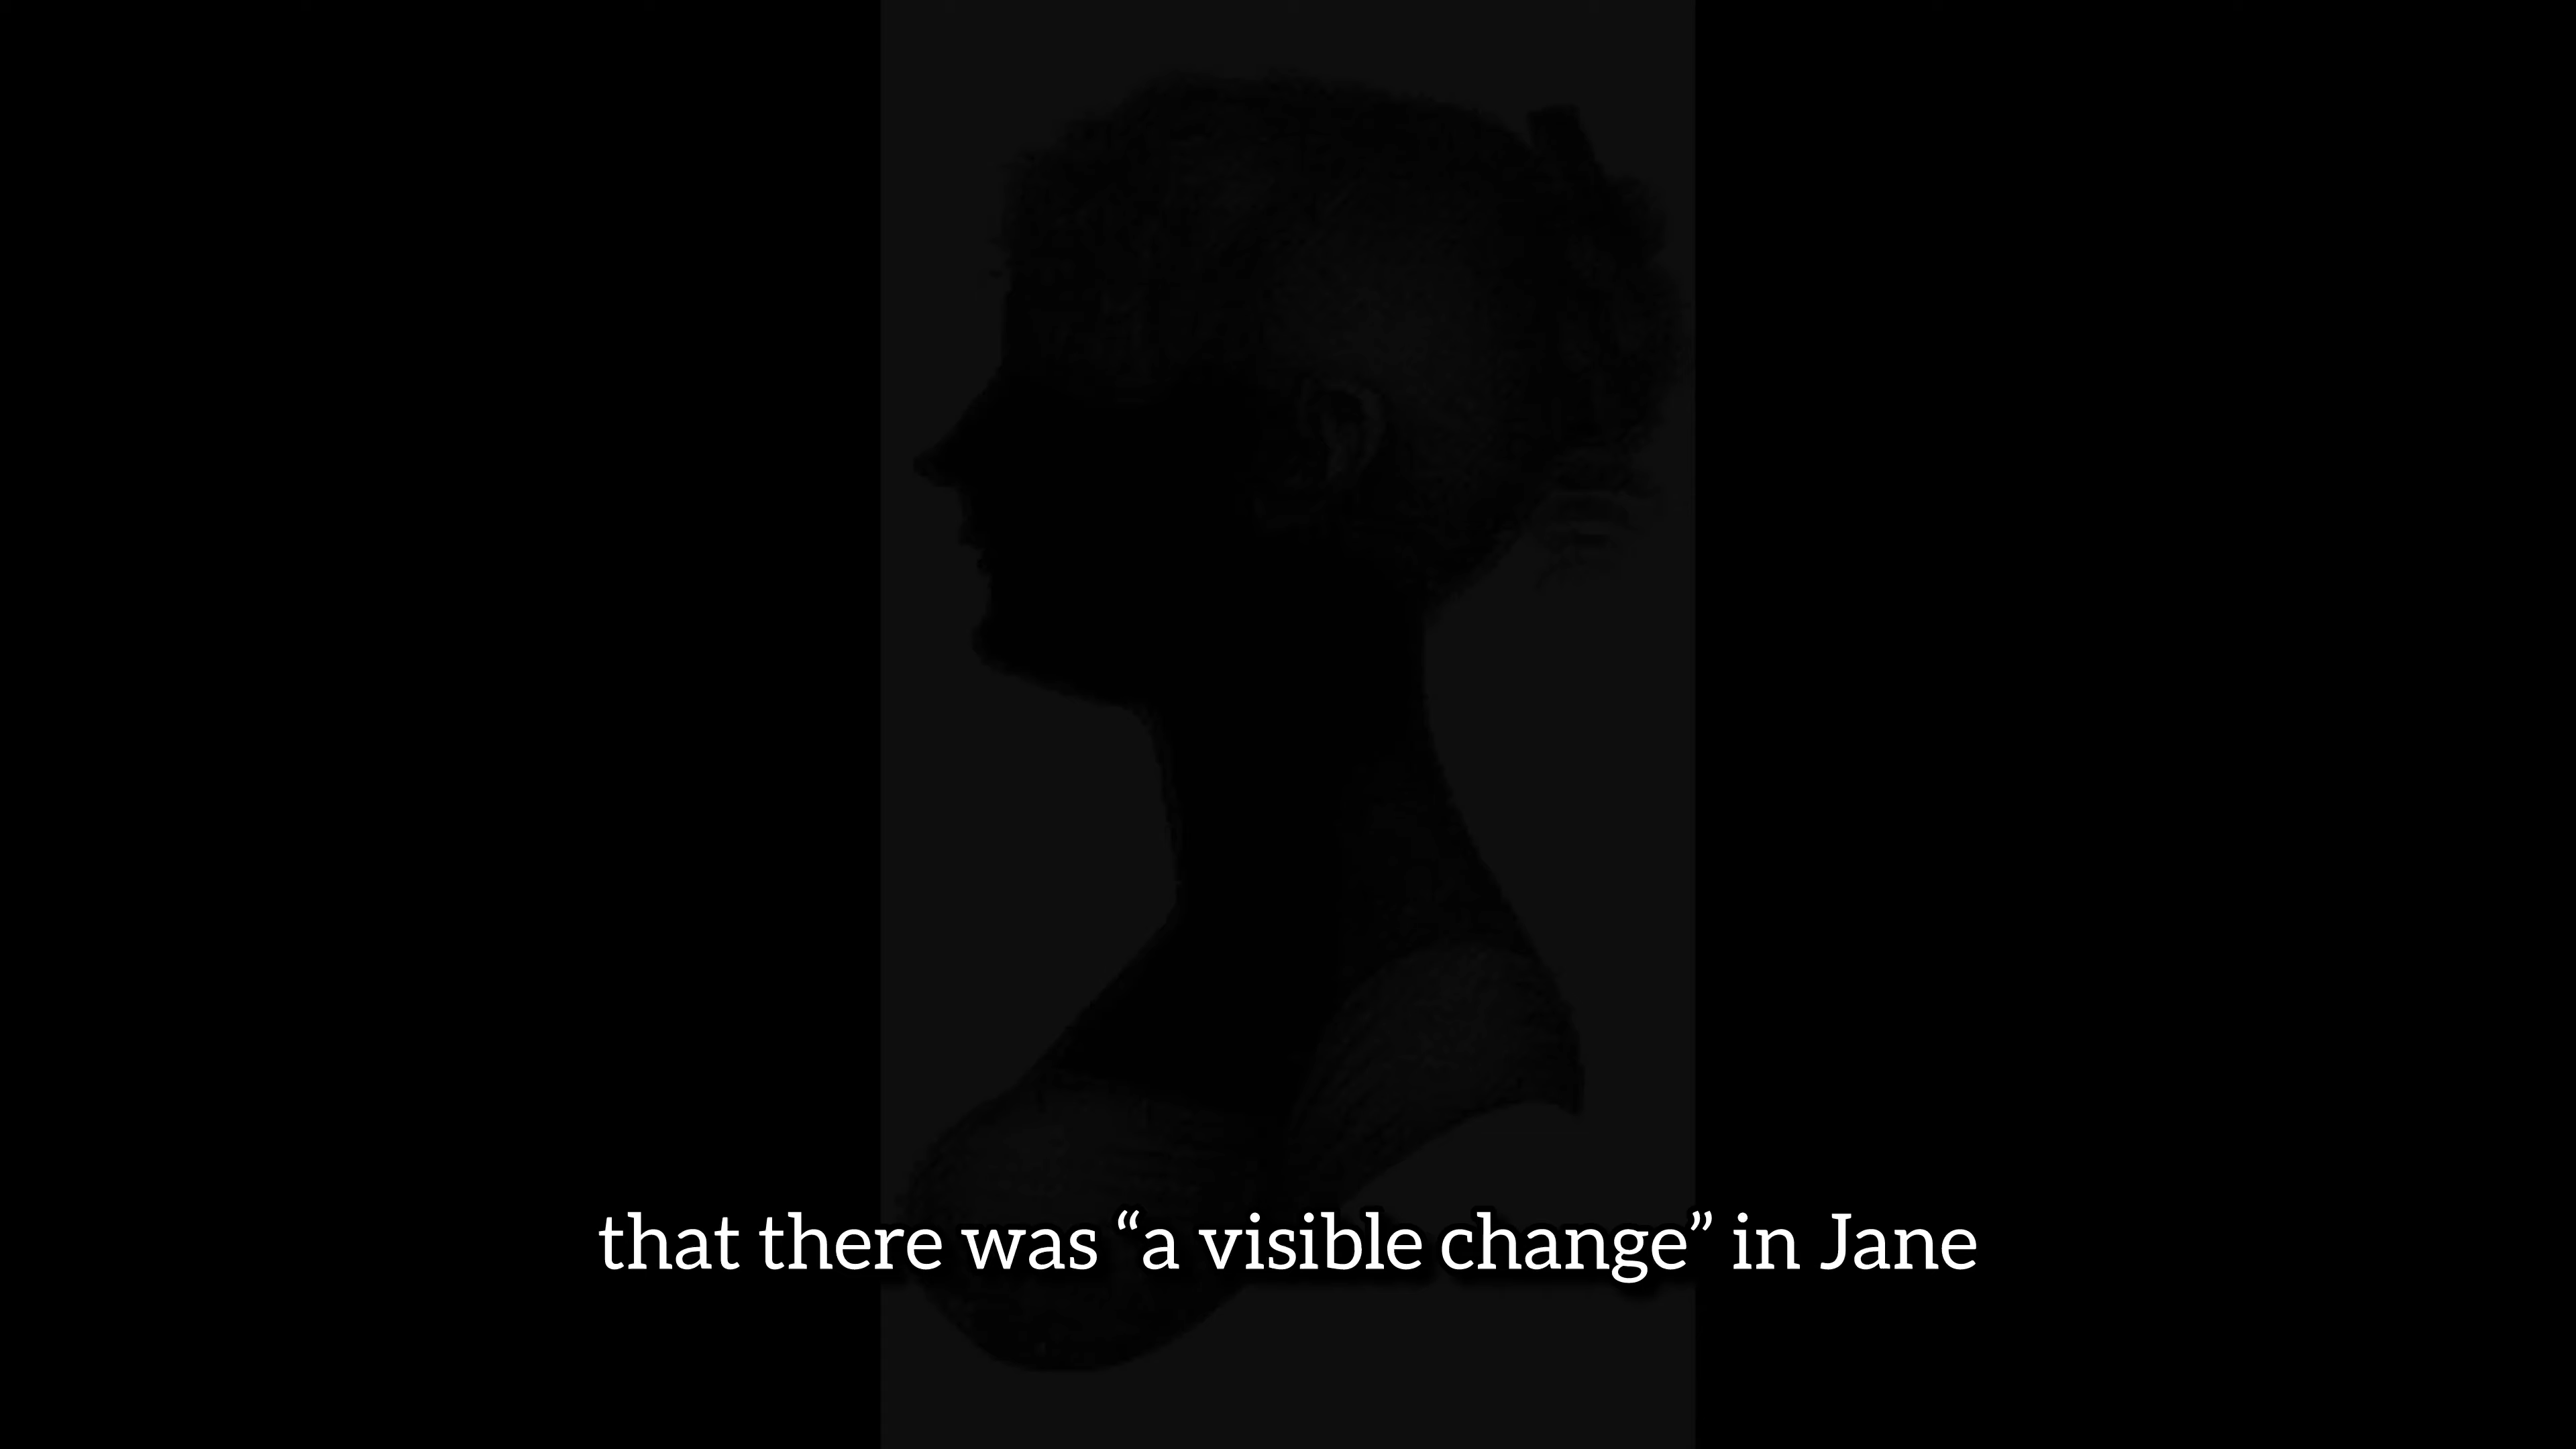 that there was “a visible change” in Jane